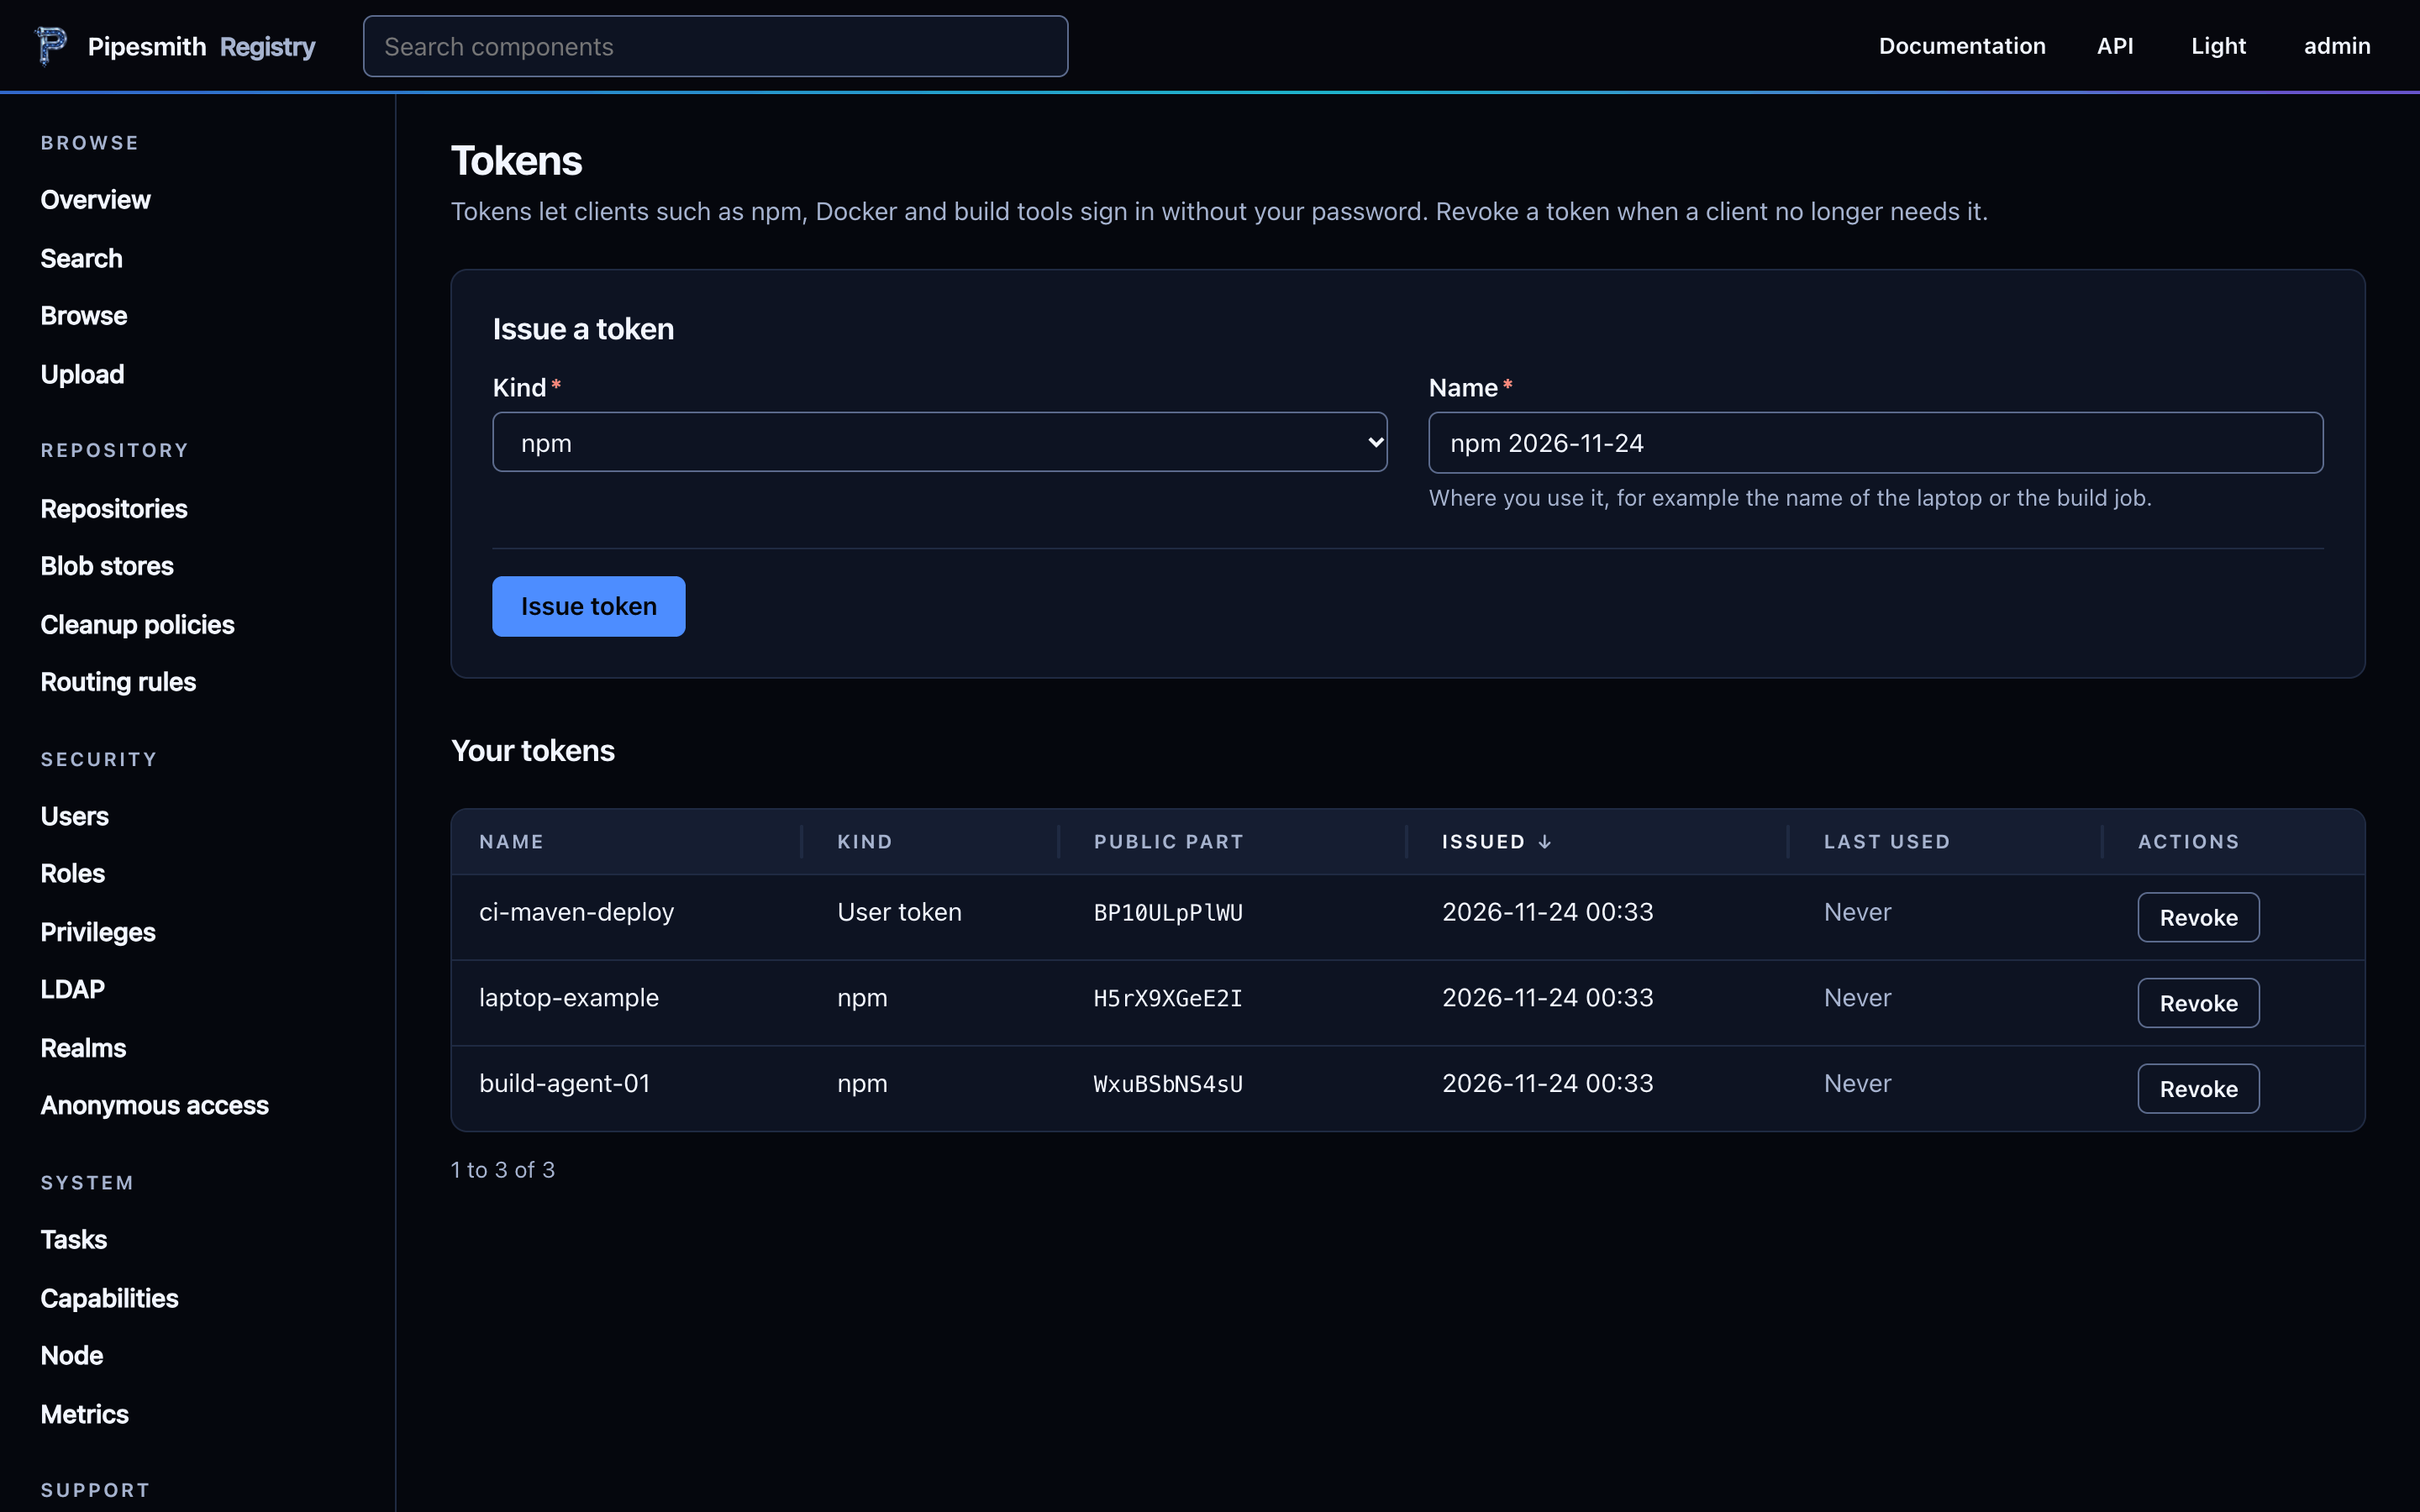 Pipesmith Registry
Search components
Documentation API Light admin
BROWSE
Overview
Search
Browse
Upload
REPOSITORY
Repositories
Blob stores
Cleanup policies
Routing rules
SECURITY
Users
Roles
Privileges
LDAP
Realms
Anonymous access
SYSTEM
Tasks
Capabilities
Node
Metrics
SUPPORT
Tokens
Tokens let clients such as npm, Docker and build tools sign in without your password. Revoke a token when a client no longer needs it.
Issue a token
Kind* Name*
npm npm 2026-11-24
Where you use it, for example the name of the laptop or the build job.
Issue token
Your tokens
NAME KIND PUBLIC PART ISSUED ↓ LAST USED ACTIONS
ci-maven-deploy User token BP10ULpPlWU 2026-11-24 00:33 Never Revoke
laptop-example npm H5rX9XGeE2I 2026-11-24 00:33 Never Revoke
build-agent-01 npm WxuBSbNS4sU 2026-11-24 00:33 Never Revoke
1 to 3 of 3